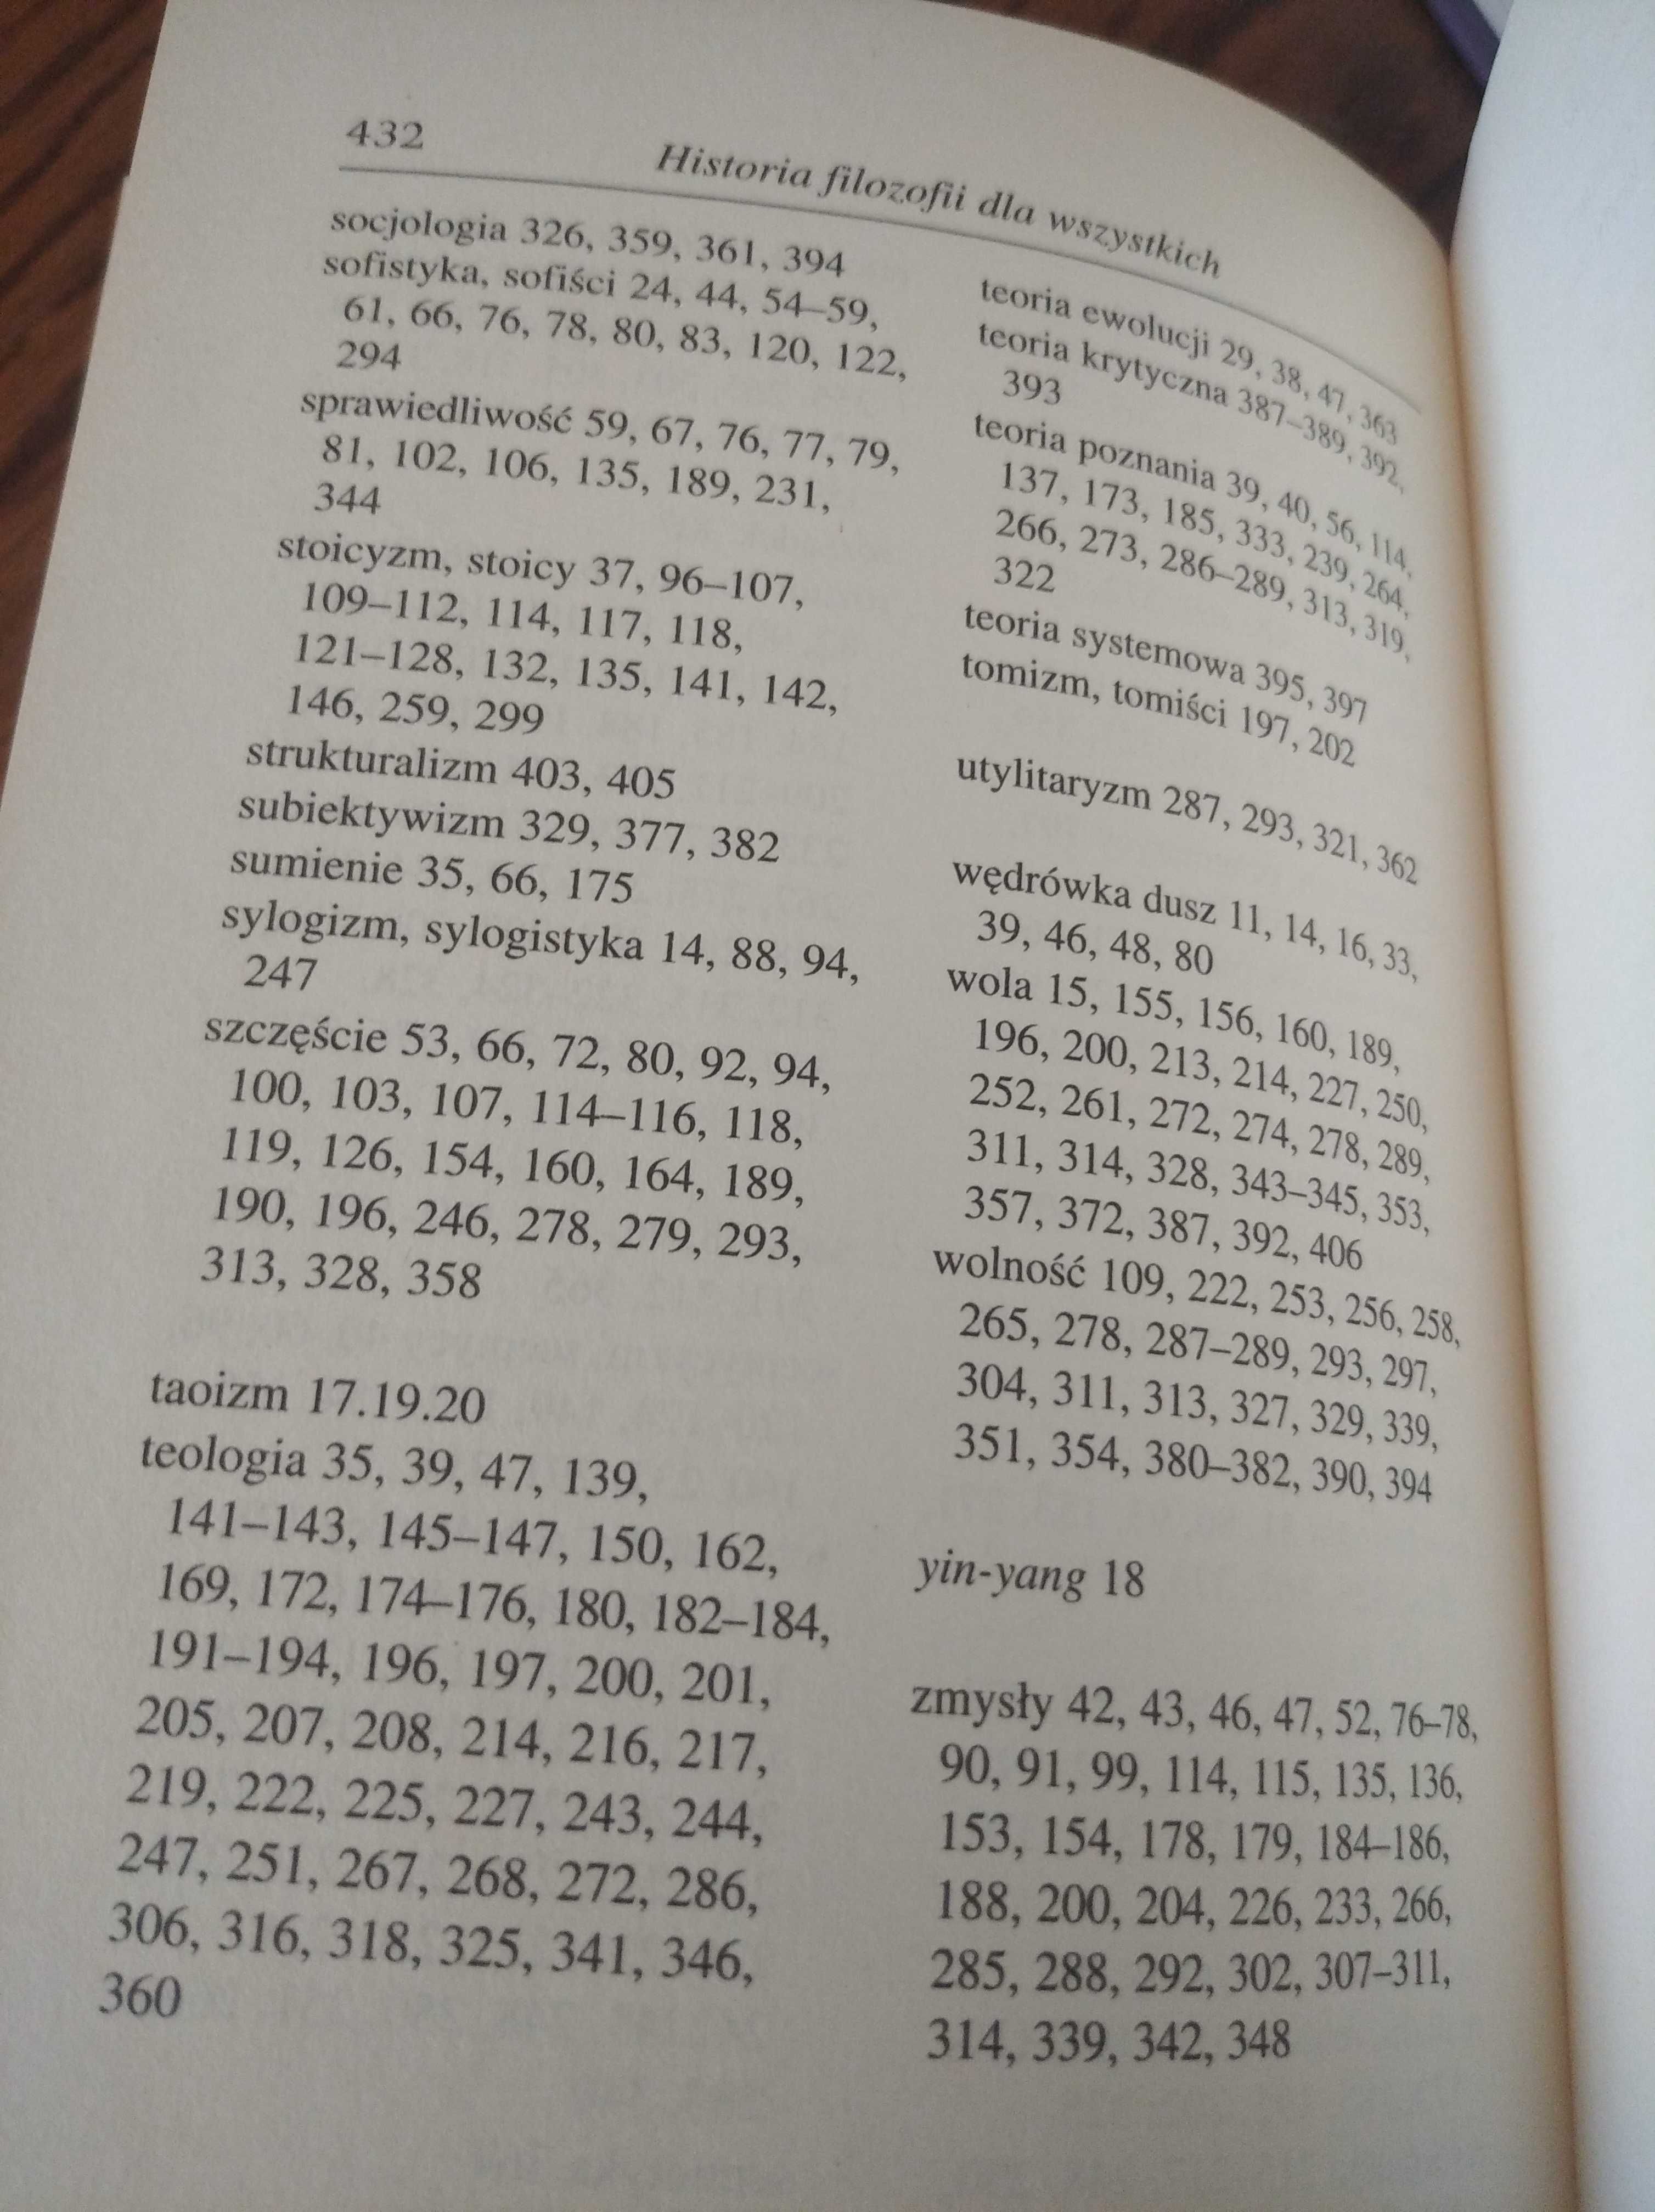 432
Historia filozofii dla wszystkich
socjologia 326, 359, 361, 394
sofistyka, sofiści 24, 44, 54–59,
61, 66, 76, 78, 80, 83, 120, 122,
294
sprawiedliwość 59, 67, 76, 77, 79,
81, 102, 106, 135, 189, 231,
344
stoicyzm, stoicy 37, 96–107,
109–112, 114, 117, 118,
121–128, 132, 135, 141, 142,
146, 259, 299
strukturalizm 403, 405
subiektywizm 329, 377, 382
sumienie 35, 66, 175
sylogizm, sylogistyka 14, 88, 94,
247
szczęście 53, 66, 72, 80, 92, 94,
100, 103, 107, 114–116, 118,
119, 126, 154, 160, 164, 189,
190, 196, 246, 278, 279, 293,
313, 328, 358
taoizm 17.19.20
teologia 35, 39, 47, 139,
141–143, 145–147, 150, 162,
169, 172, 174–176, 180, 182–184,
191–194, 196, 197, 200, 201,
205, 207, 208, 214, 216, 217,
219, 222, 225, 227, 243, 244,
247, 251, 267, 268, 272, 286,
306, 316, 318, 325, 341, 346,
360
teoria ewolucji 29, 38, 47, 363
teoria krytyczna 387–389, 392,
393
teoria poznania 39, 40, 56, 114,
137, 173, 185, 333, 239, 264,
266, 273, 286–289, 313, 319,
322
teoria systemowa 395, 397
tomizm, tomiści 197, 202
utylitaryzm 287, 293, 321, 362
wędrówka dusz 11, 14, 16, 33,
39, 46, 48, 80
wola 15, 155, 156, 160, 189,
196, 200, 213, 214, 227, 250,
252, 261, 272, 274, 278, 289,
311, 314, 328, 343–345, 353,
357, 372, 387, 392, 406
wolność 109, 222, 253, 256, 258,
265, 278, 287–289, 293, 297,
304, 311, 313, 327, 329, 339,
351, 354, 380–382, 390, 394
yin-yang 18
zmysły 42, 43, 46, 47, 52, 76–78,
90, 91, 99, 114, 115, 135, 136,
153, 154, 178, 179, 184–186,
188, 200, 204, 226, 233, 266,
285, 288, 292, 302, 307–311,
314, 339, 342, 348